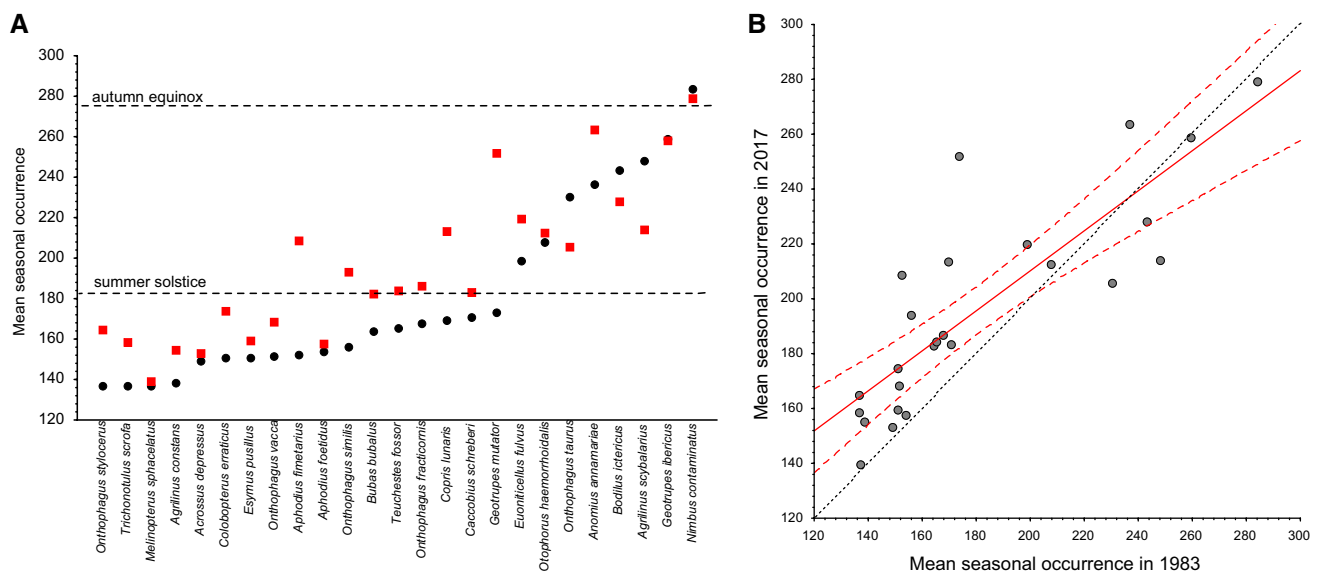 A
Mean seasonal occurrence
300
280
260
240
220
200
180
160
140
120
autumn equinox
summer solstice
Onthophagus stylocerus
Trichonotulus scrofa
Melinopterus sphacelatus
Agrilinus constans
Acrossus depressus
Colobopterus erraticus
Esymus pusillus
Onthophagus vacca
Aphodius fimetarius
Aphodius foetidus
Onthophagus similis
Bubas bubalus
Teuchestes fossor
Onthophagus fradicornis
Copris lunaris
Caccobius schreberi
Geotrupes mutator
Euoniticellus fulvus
Otophorus haemorrhoidalis
Onthophagus taurus
Anomius annamariae
Bodilus ictericus
Agrilinus scybalarius
Geotrupes ibericus
Nimbus contaminatus
B
Mean seasonal occurrence in 2017
300
280
260
240
220
200
180
160
140
120
120 140 160 180 200 220 240 260 280 300
Mean seasonal occurrence in 1983